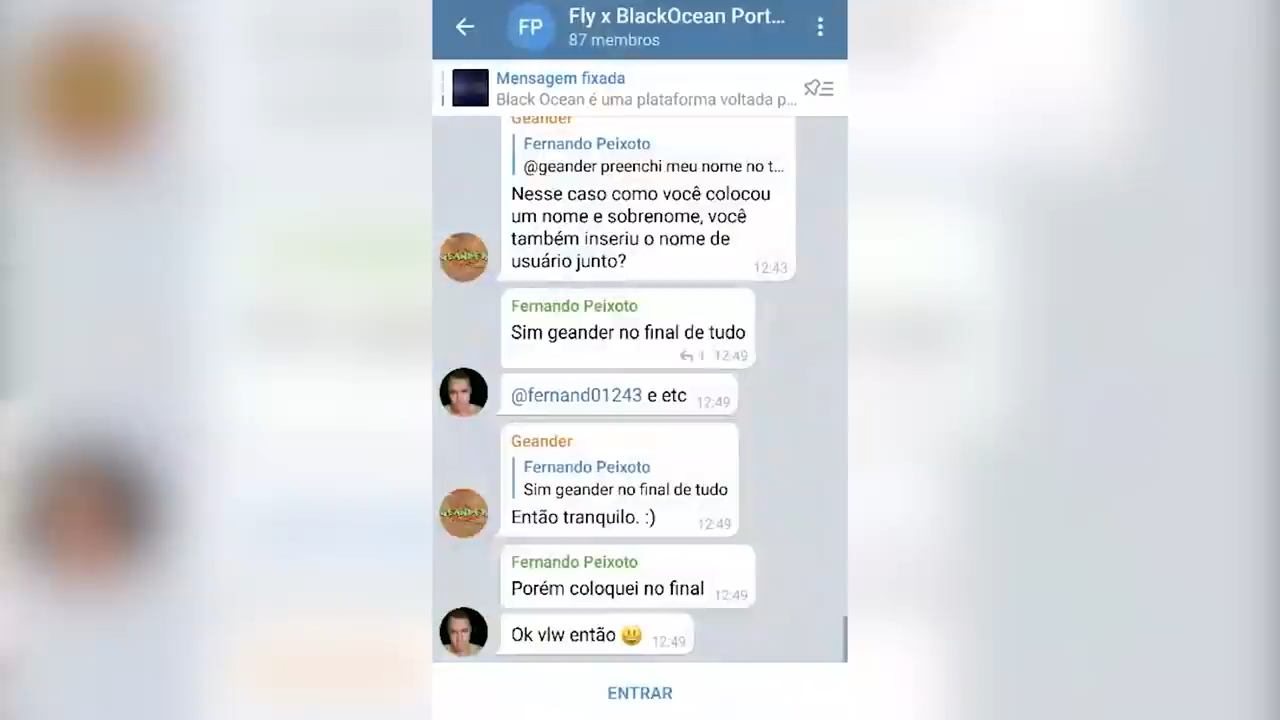 FP
Fly x BlackOcean Port...
87 membros
Mensagem fixada
Black Ocean é uma plataforma voltada p...
Geander
Fernando Peixoto
@geander preenchi meu nome no t...
Nesse caso como você colocou
um nome e sobrenome, você
também inseriu o nome de
usuário junto?
12:43
GEANDER
Fernando Peixoto
Sim geander no final de tudo
1 12:49
@fernand01243 e etc
12:49
Geander
Fernando Peixoto
Sim geander no final de tudo
Então tranquilo. :)
12:49
GEANDER
Fernando Peixoto
Porém coloquei no final
12:49
Ok vlw então 😃
12:49
ENTRAR